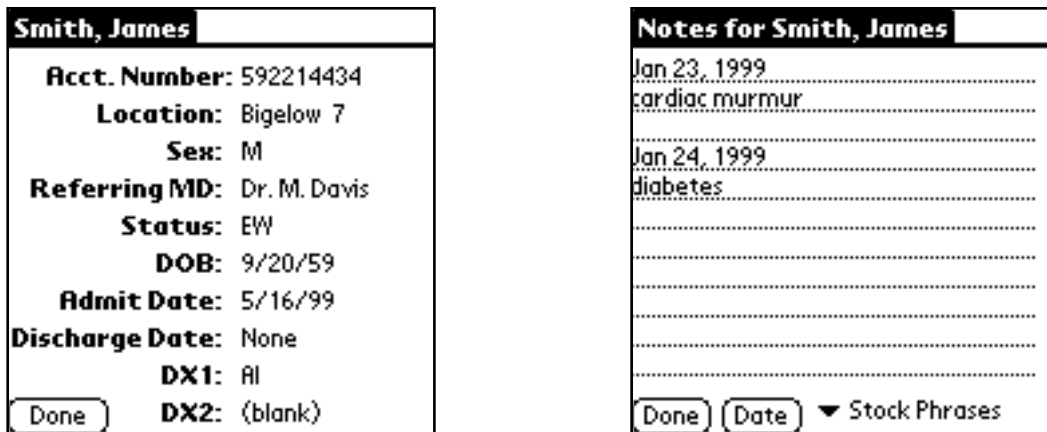 Smith, James
Acct. Number: 592214434
Location: Bigelow 7
Sex: M
Referring MD: Dr. M. Davis
Status: EW
DOB: 9/20/59
Admit Date: 5/16/99
Discharge Date: None
DX1: AI
Done DX2: (blank)
Notes for Smith, James
Jan 23, 1999
cardiac murmur
Jan 24, 1999
diabetes
Done Date Stock Phrases